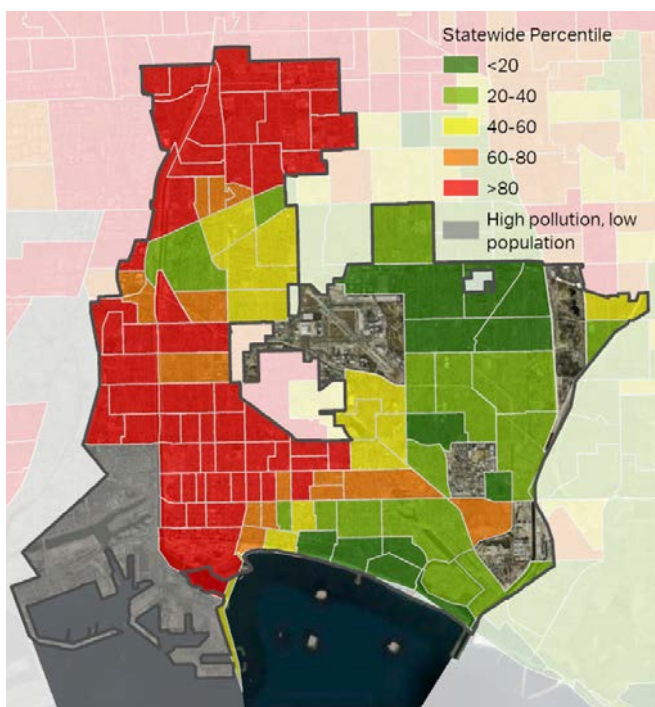 Statewide Percentile
<20
20-40
40-60
60-80
>80
High pollution, low
population